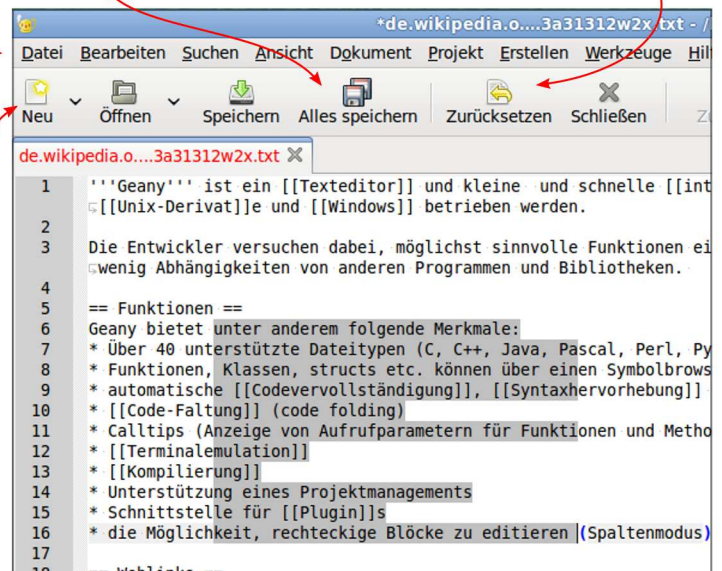 *de.wikipedia.o....3a31312w2x.txt - /
Datei Bearbeiten Suchen Ansicht Dokument Projekt Erstellen Werkzeuge Hil
Neu Öffnen Speichern Alles speichern Zurücksetzen Schließen
de.wikipedia.o....3a31312w2x.txt
1 '''Geany''' ist ein [[Texteditor]] und kleine und schnelle [[int
[[Unix-Derivat]]e und [[Windows]] betrieben werden.
2
3 Die Entwickler versuchen dabei, möglichst sinnvolle Funktionen ei
wenig Abhängigkeiten von anderen Programmen und Bibliotheken.
4
5 == Funktionen ==
6 Geany bietet unter anderem folgende Merkmale:
7 * Über 40 unterstützte Dateitypen (C, C++, Java, Pascal, Perl, Py
8 * Funktionen, Klassen, structs etc. können über einen Symbolbrows
9 * automatische [[Codevervollständigung]], [[Syntaxhervorhebung]]
10 * [[Code-Faltung]] (code folding)
11 * Calltips (Anzeige von Aufrufparametern für Funktionen und Metho
12 * [[Terminalemulation]]
13 * [[Kompilierung]]
14 * Unterstützung eines Projektmanagements
15 * Schnittstelle für [[Plugin]]s
16 * die Möglichkeit, rechteckige Blöcke zu editieren (Spaltenmodus)
17